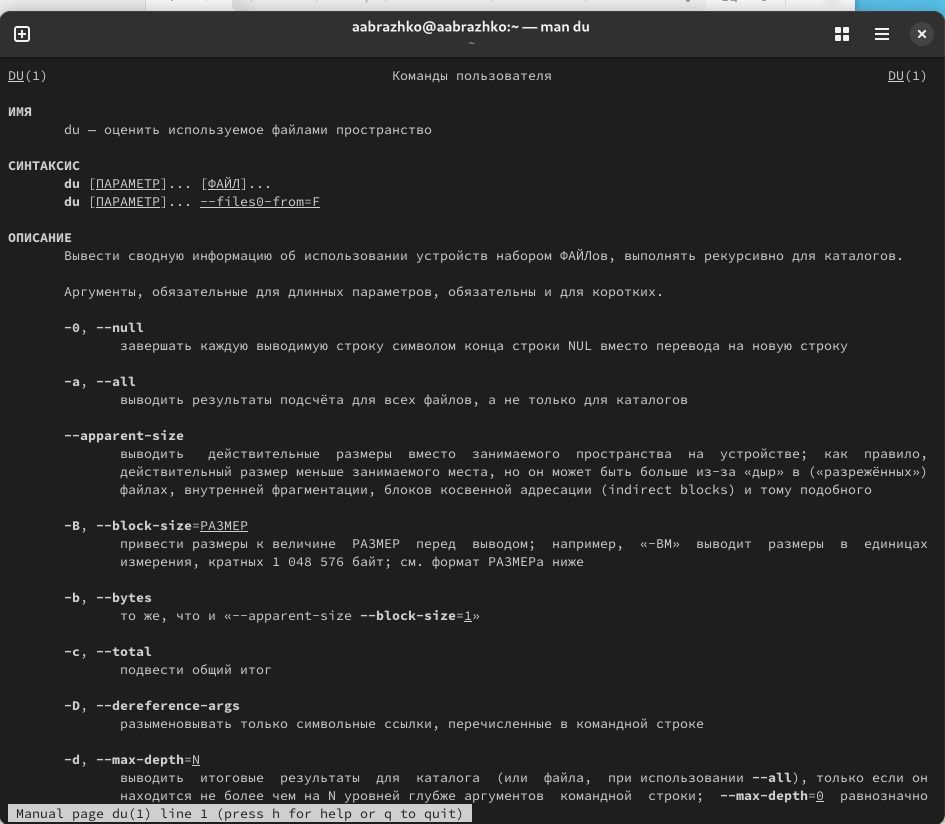 aabrazhko@aabrazhko:~ — man du
~
DU(1) Команды пользователя DU(1)
ИМЯ
du — оценить используемое файлами пространство
СИНТАКСИС
du [ПАРАМЕТР]... [ФАЙЛ]...
du [ПАРАМЕТР]... --files0-from=F
ОПИСАНИЕ
Вывести сводную информацию об использовании устройств набором ФАЙЛов, выполнять рекурсивно для каталогов.
Аргументы, обязательные для длинных параметров, обязательны и для коротких.
-0, --null
завершать каждую выводимую строку символом конца строки NUL вместо перевода на новую строку
-a, --all
выводить результаты подсчёта для всех файлов, а не только для каталогов
--apparent-size
выводить действительные размеры вместо занимаемого пространства на устройстве; как правило,
действительный размер меньше занимаемого места, но он может быть больше из-за «дыр» в («разрежённых»)
файлах, внутренней фрагментации, блоков косвенной адресации (indirect blocks) и тому подобного
-B, --block-size=РАЗМЕР
привести размеры к величине РАЗМЕР перед выводом; например, «-BM» выводит размеры в единицах
измерения, кратных 1 048 576 байт; см. формат РАЗМЕРа ниже
-b, --bytes
то же, что и «--apparent-size --block-size=1»
-c, --total
подвести общий итог
-D, --dereference-args
разыменовывать только символьные ссылки, перечисленные в командной строке
-d, --max-depth=N
выводить итоговые результаты для каталога (или файла, при использовании --all), только если он
находится не более чем на N уровней глубже аргументов командной строки; --max-depth=0 равнозначно
Manual page du(1) line 1 (press h for help or q to quit)